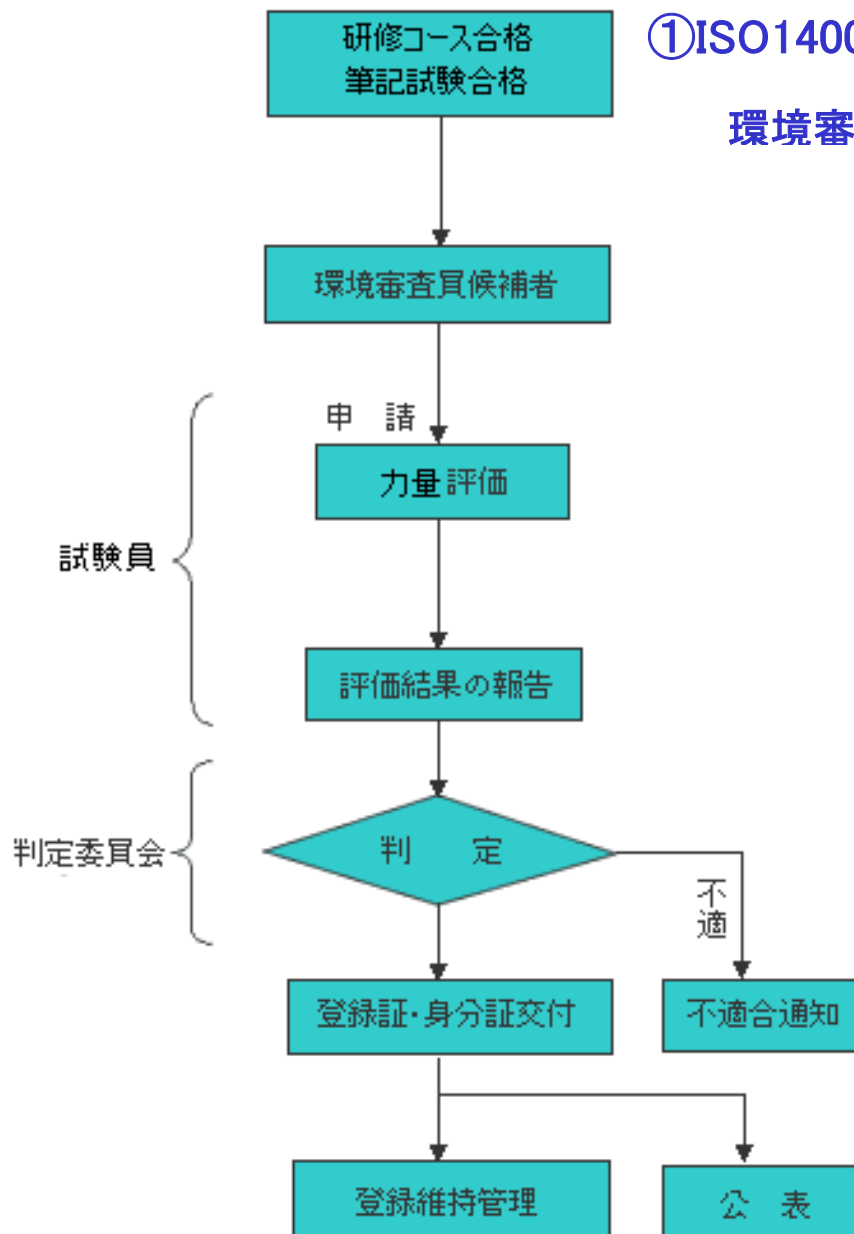 研修コース合格
筆記試験合格
①ISO1400
環境審
環境審査員候補者
申 請
力量評価
試験員
評価結果の報告
判定委員会
判 定
不適
登録証・身分証交付
不適合通知
登録維持管理
公 表